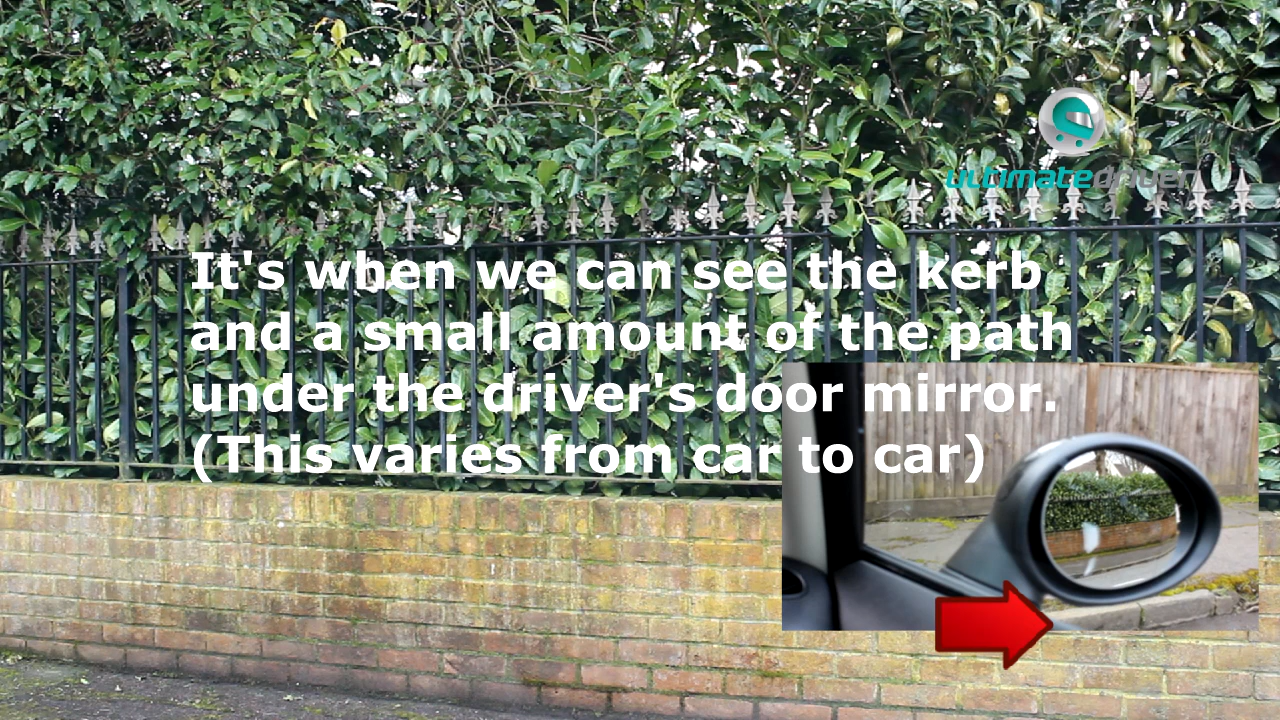 ultimatedriver
It's when we can see the kerb
and a small amount of the path
under the driver's door mirror.
(This varies from car to car)